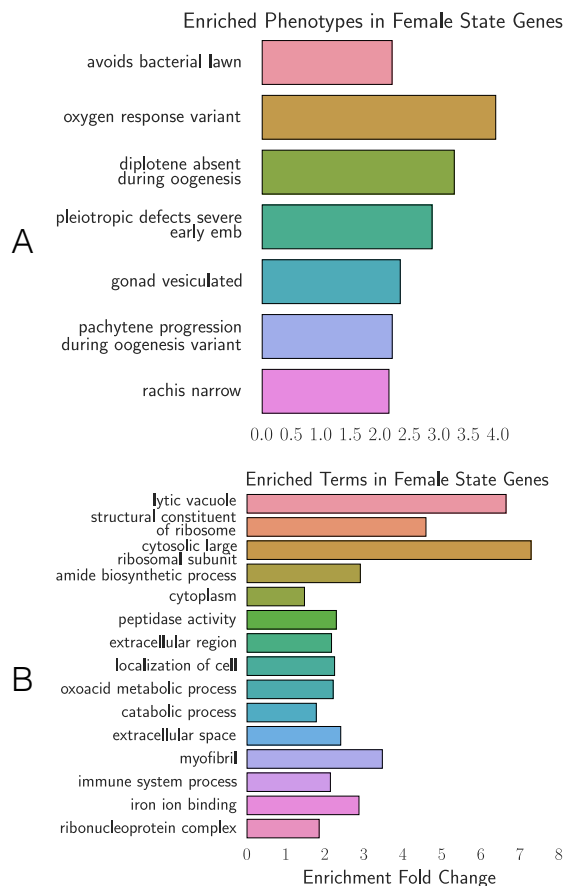 Enriched Phenotypes in Female State Genes
avoids bacterial lawn
oxygen response variant
diplotene absent
during oogenesis
pleiotropic defects severe
early emb
A
gonad vesiculated
pachytene progression
during oogenesis variant
rachis narrow
0.0 0.5 1.0 1.5 2.0 2.5 3.0 3.5 4.0
Enriched Terms in Female State Genes
lytic vacuole
structural constituent
of ribosome
cytosolic large
ribosomal subunit
amide biosynthetic process
cytoplasm
peptidase activity
extracellular region
localization of cell
B
oxoacid metabolic process
catabolic process
extracellular space
myofibril
immune system process
iron ion binding
ribonucleoprotein complex
0 1 2 3 4 5 6 7 8
Enrichment Fold Change